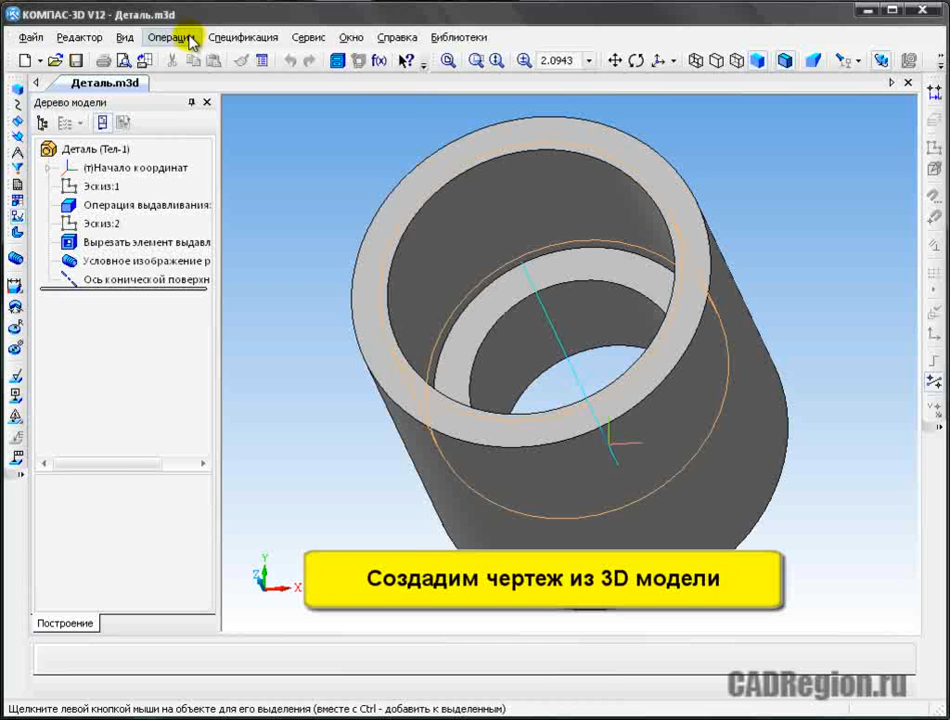 КОМПАС-3D V12 - Деталь.m3d
Файл Редактор Вид Операции Спецификация Сервис Окно Справка Библиотеки
f(x) 2.0943
Деталь.m3d
Дерево модели
Деталь (Тел-1)
(т)Начало координат
Эскиз:1
Операция выдавливания:
Эскиз:2
Вырезать элемент выдавл
Условное изображение р
Ось конической поверхн
Y
Z
X
Создадим чертеж из 3D модели
Построение
CADRegion.ru
Щелкните левой кнопкой мыши на объекте для его выделения (вместе с Ctrl - добавить к выделенным)